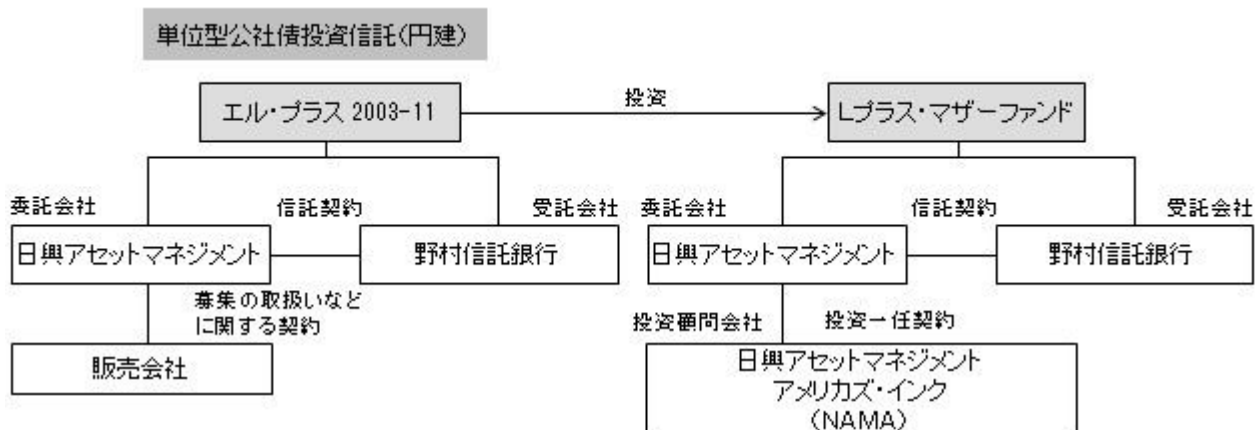 単位型公社債投資信託(円建)
エル・プラス 2003-11
投資
Lプラス・マザーファンド
委託会社
信託契約
受託会社
委託会社
信託契約
受託会社
日興アセットマネジメント
野村信託銀行
日興アセットマネジメント
野村信託銀行
募集の取扱いなど
に関する契約
投資顧問会社
投資一任契約
販売会社
日興アセットマネジメント
アメリカズ・インク
(NAMA)